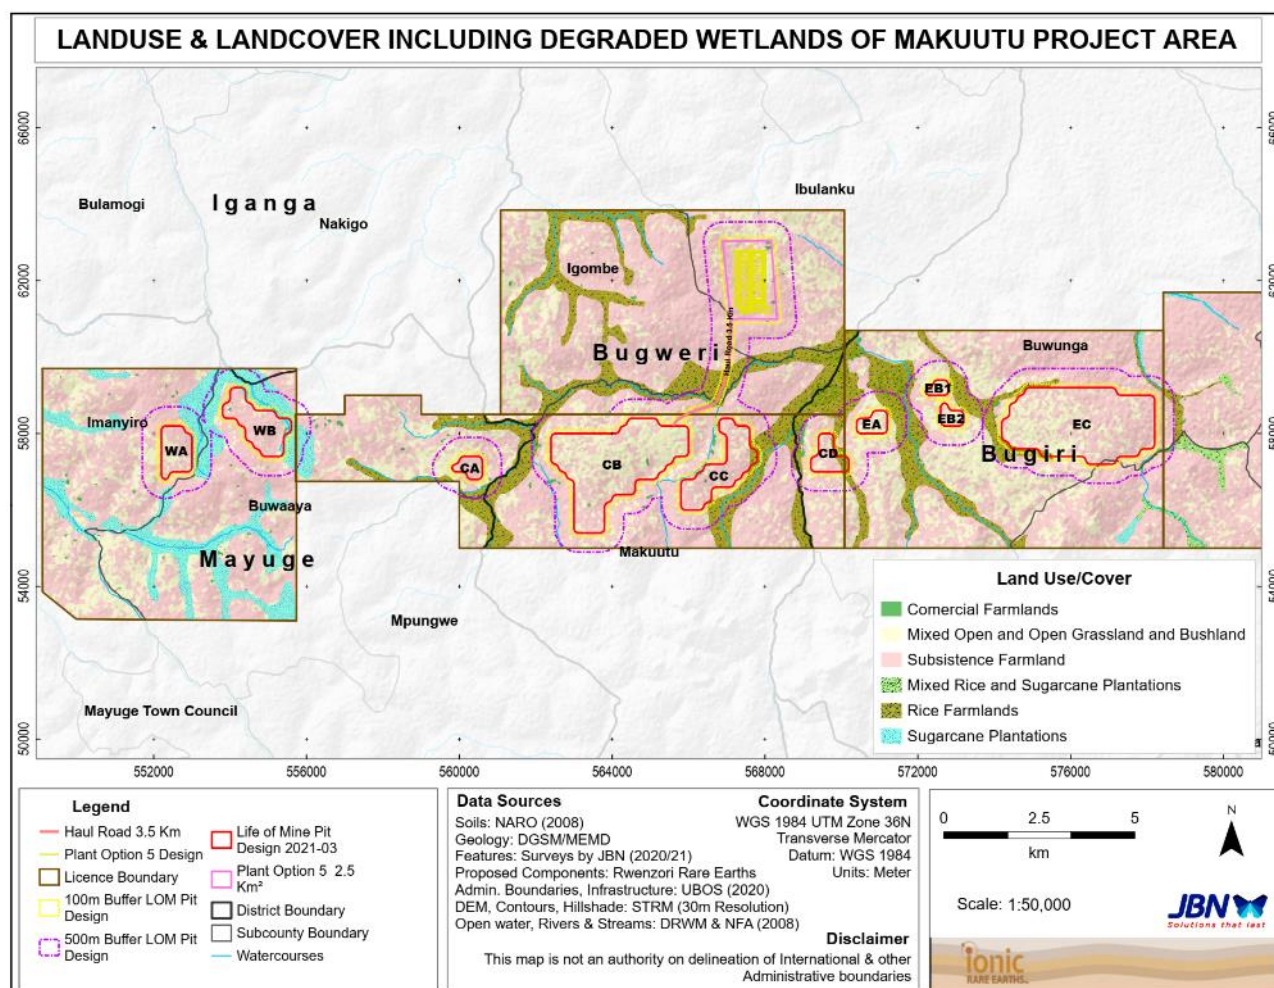 LANDUSE & LANDCOVER INCLUDING DEGRADED WETLANDS OF MAKUUTU PROJECT AREA
66000
66000
Ibulanku
Bulamogi
Iganga
Nakigo
Igombe
62000
62000
Haul Road 3.5 Km
Bugweri
Buwunga
EB1
Imanyiro
58000
58000
WB
EA
EB2
EC
WA
CD
Bugiri
CA
CB
CC
Buwaaya
Makuutu
Mayuge
54000
54000
Mpungwe
Mayuge Town Council
50000
50000
552000
556000
560000
564000
568000
572000
576000
580000
Land Use/Cover
Comercial Farmlands
Mixed Open and Open Grassland and Bushland
Subsistence Farmland
Mixed Rice and Sugarcane Plantations
Rice Farmlands
Sugarcane Plantations
Legend
Haul Road 3.5 Km
Plant Option 5 Design
Licence Boundary
100m Buffer LOM Pit
Design
500m Buffer LOM Pit
Design
Life of Mine Pit
Design 2021-03
Plant Option 5 2.5
Km²
District Boundary
Subcounty Boundary
Watercourses
Data Sources
Soils: NARO (2008)
Geology: DGSM/MEMD
Features: Surveys by JBN (2020/21)
Proposed Components: Rwenzori Rare Earths
Admin. Boundaries, Infrastructure: UBOS (2020)
DEM, Contours, Hillshade: STRM (30m Resolution)
Open water, Rivers & Streams: DRWM & NFA (2008)
Coordinate System
WGS 1984 UTM Zone 36N
Transverse Mercator
Datum: WGS 1984
Units: Meter
Disclaimer
This map is not an authority on delineation of International & other
Administrative boundaries
0 2.5 5
km
N
Scale: 1:50,000
JBN
Solutions that last
ionic
RARE EARTHS